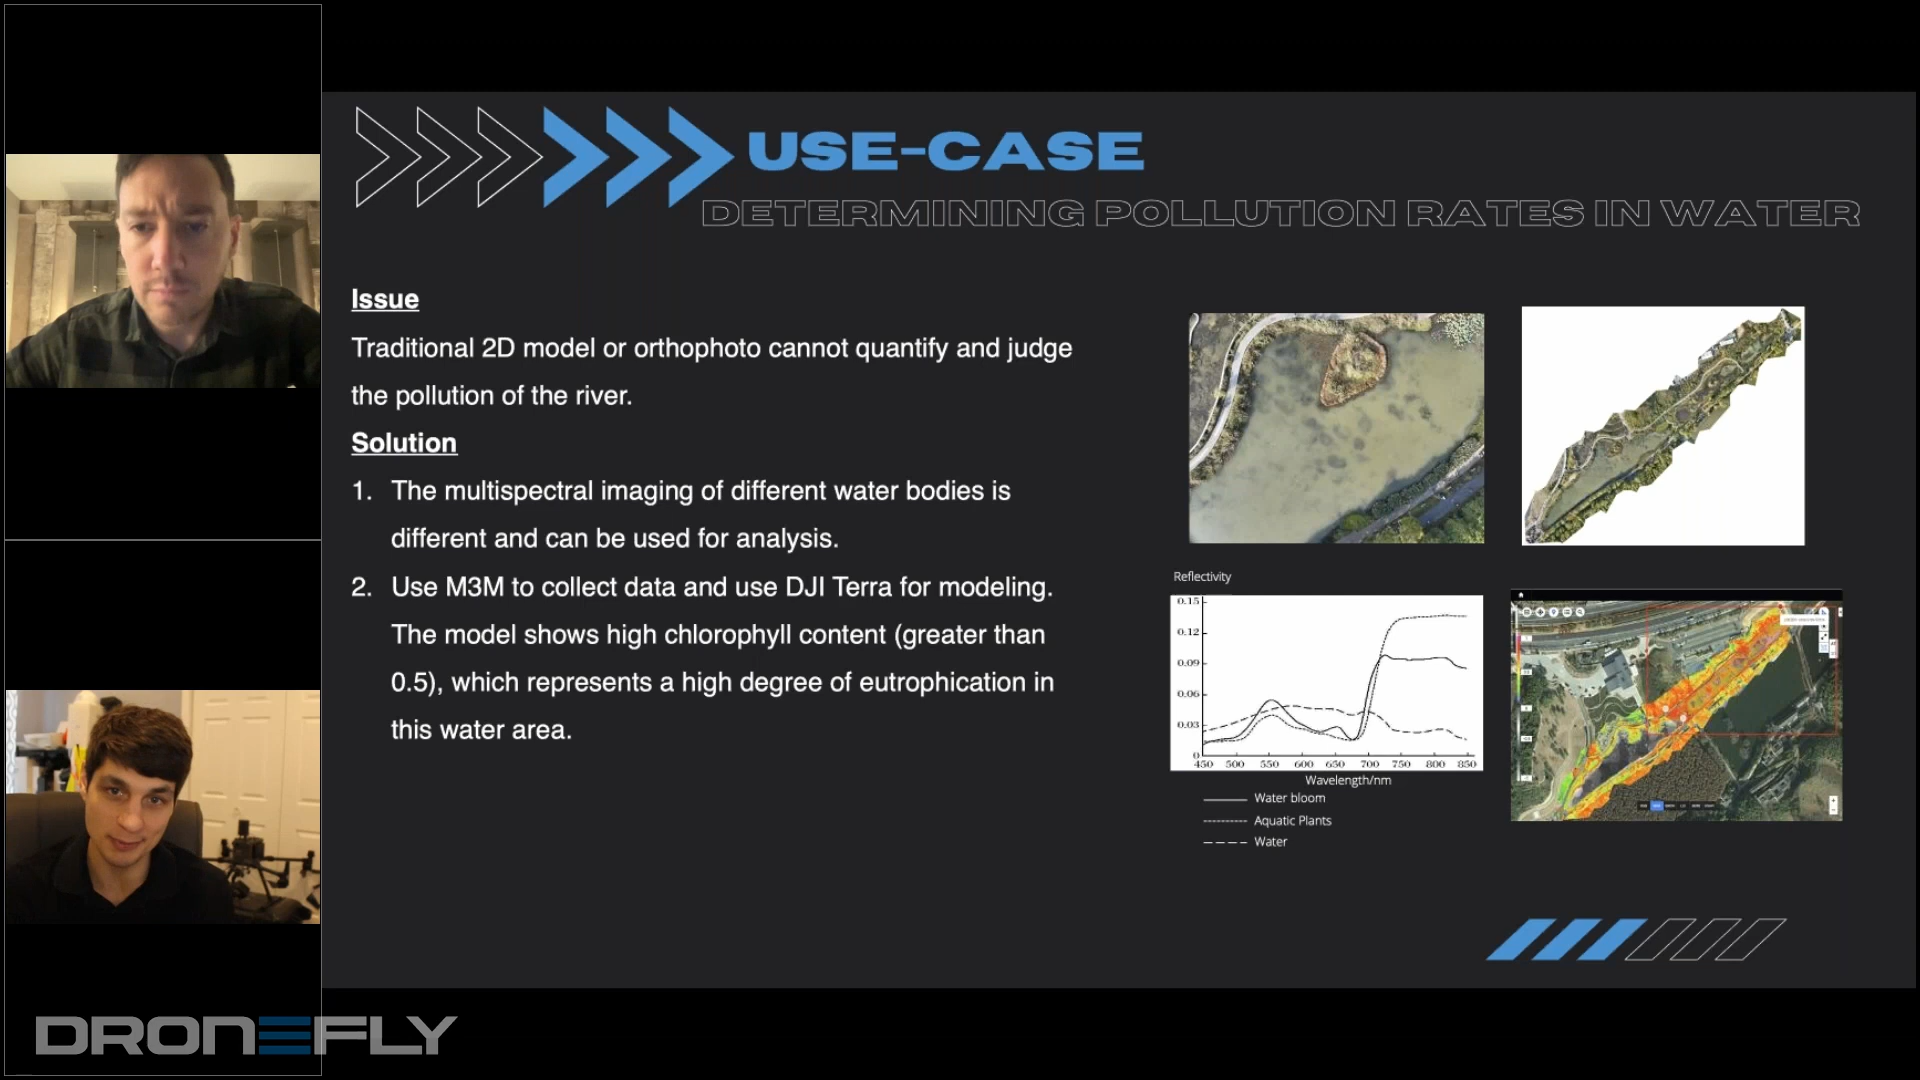 USE-CASE
DETERMINING POLLUTION RATES IN WATER
Issue
Traditional 2D model or orthophoto cannot quantify and judge
the pollution of the river.
Solution
1. The multispectral imaging of different water bodies is
different and can be used for analysis.
2. Use M3M to collect data and use DJI Terra for modeling.
The model shows high chlorophyll content (greater than
0.5), which represents a high degree of eutrophication in
this water area.
Reflectivity
0.15
0.12
0.09
0.06
0.03
0
450 500 550 600 650 700 750 800 850
Wavelength/nm
Water bloom
Aquatic Plants
Water
DRONEFLY